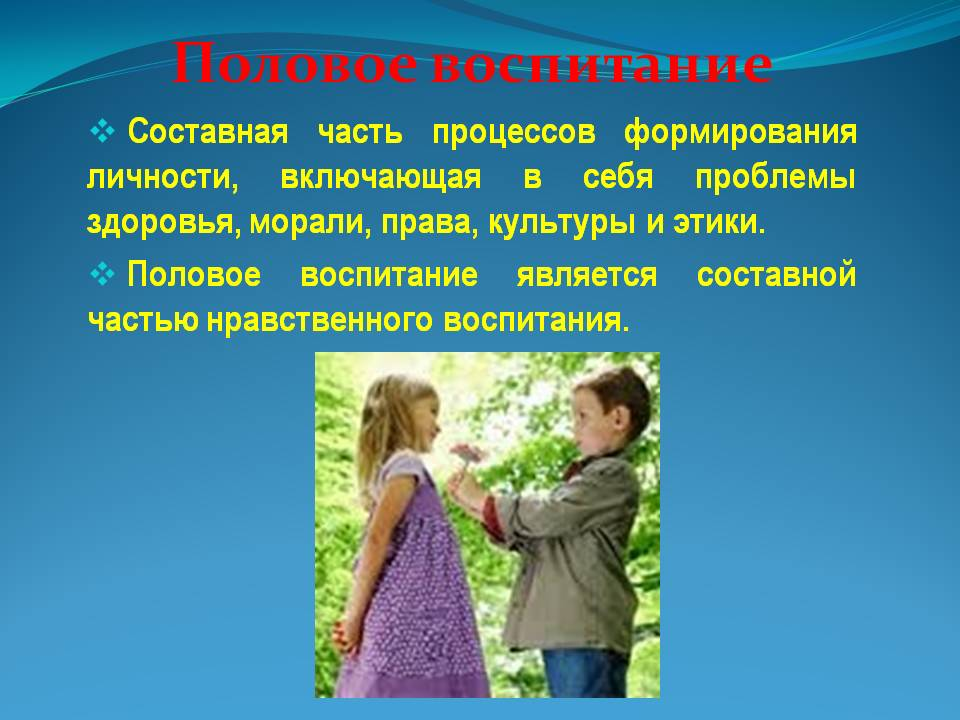 Половое воспитание
Составная часть процессов формирования
личности, включающая в себя проблемы
здоровья, морали, права, культуры и этики.
Половое воспитание является составной
частью нравственного воспитания.